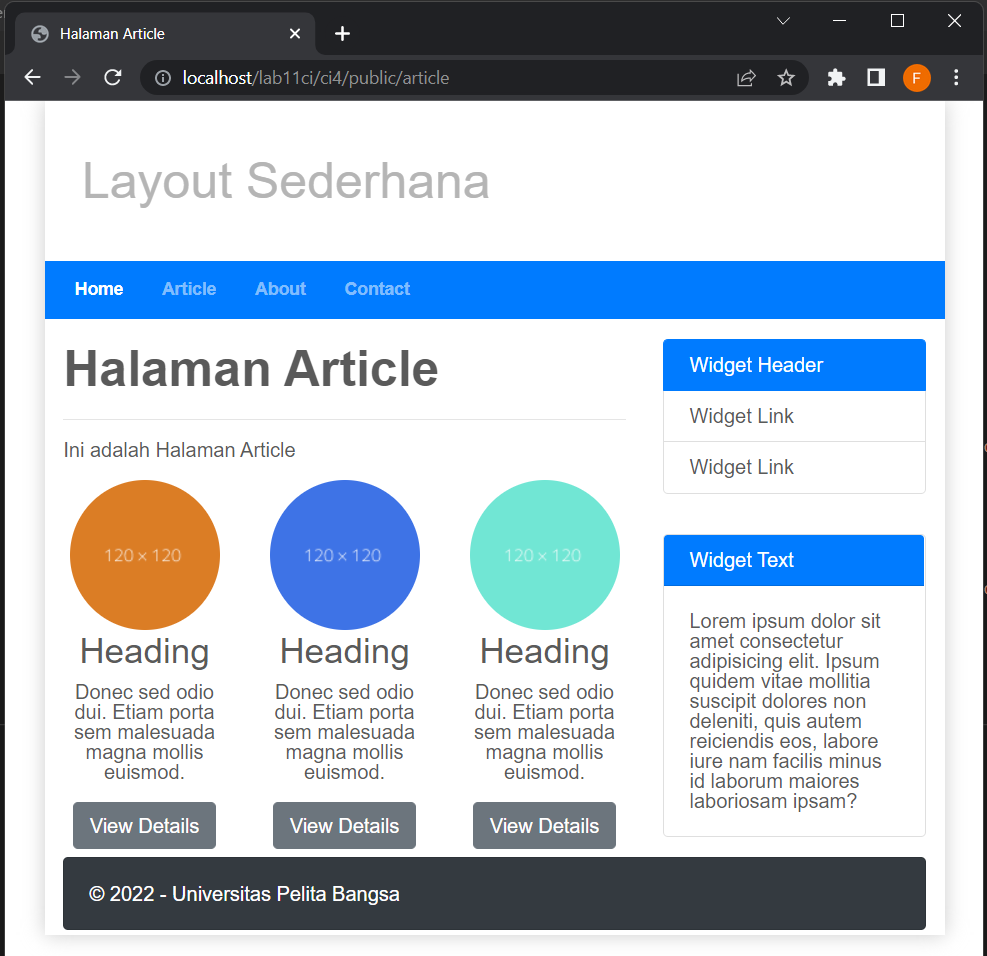 Halaman Article
localhost/lab11ci/ci4/public/article
F
Layout Sederhana
Home Article About Contact
Halaman Article
Ini adalah Halaman Article
120 × 120
Heading
Donec sed odio
dui. Etiam porta
sem malesuada
magna mollis
euismod.
View Details
120 × 120
Heading
Donec sed odio
dui. Etiam porta
sem malesuada
magna mollis
euismod.
View Details
120 × 120
Heading
Donec sed odio
dui. Etiam porta
sem malesuada
magna mollis
euismod.
View Details
Widget Header
Widget Link
Widget Link
Widget Text
Lorem ipsum dolor sit
amet consectetur
adipisicing elit. Ipsum
quidem vitae mollitia
suscipit dolores non
deleniti, quis autem
reiciendis eos, labore
iure nam facilis minus
id laborum maiores
laboriosam ipsam?
© 2022 - Universitas Pelita Bangsa